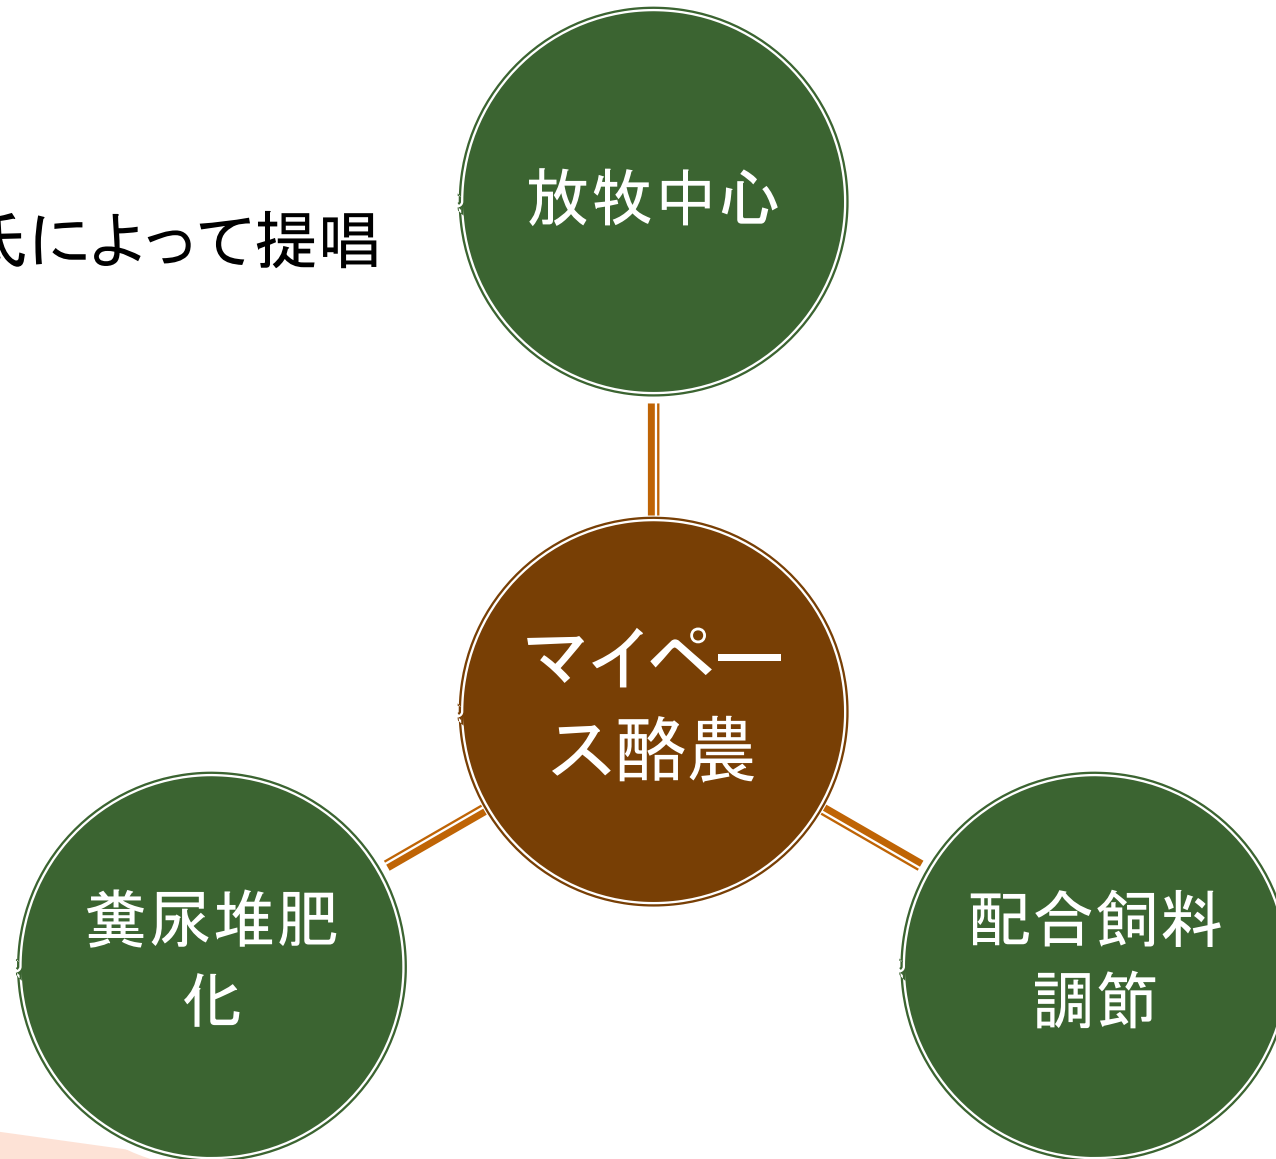 放牧中心
氏によって提唱
マイペー
ス酪農
糞尿堆肥
化
配合飼料
調節